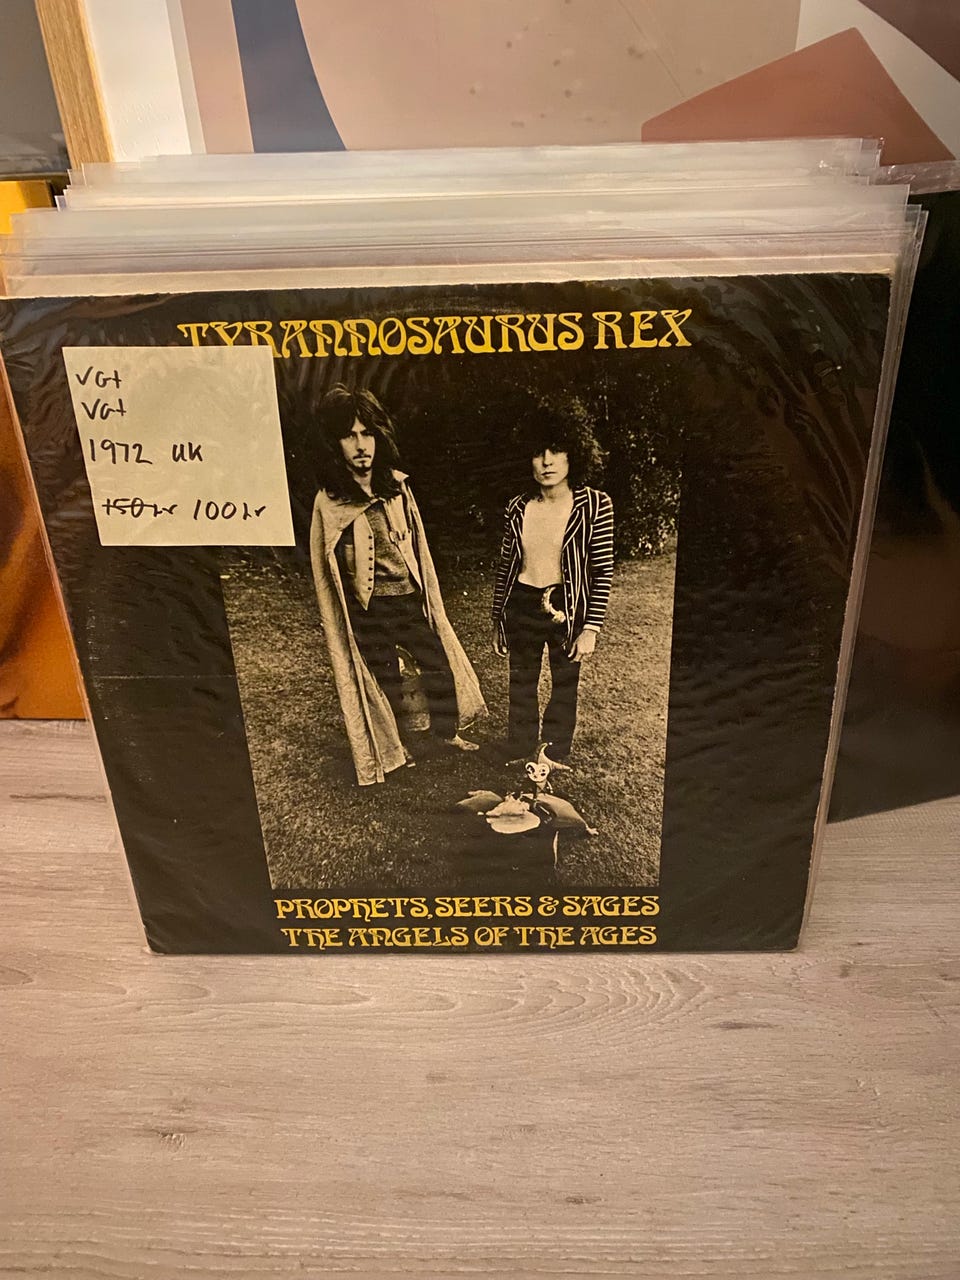 TYRANNOSAURUS REX
VG+
VG+
1972 UK
150kr 100kr
PROPHETS, SEERS & SAGES
THE ANGELS OF THE AGES